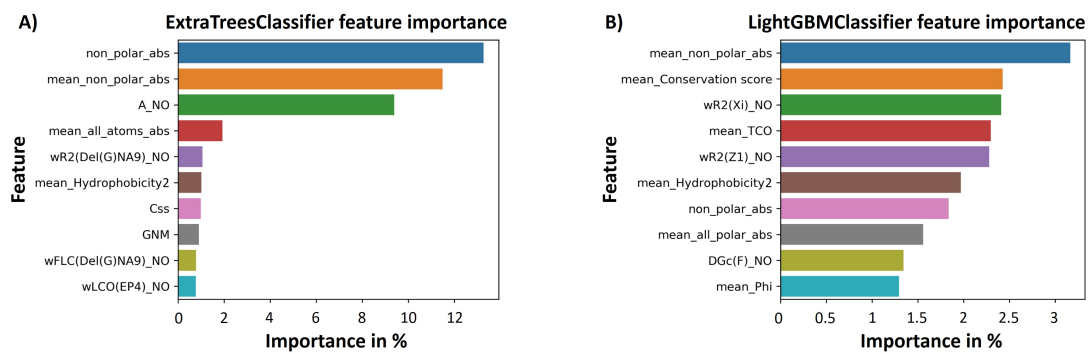 A) ExtraTreesClassifier feature importance
Feature
non_polar_abs
mean_non_polar_abs
A_NO
mean_all_atoms_abs
wR2(Del(G)NA9)_NO
mean_Hydrophobicity2
Css
GNM
wFLC(Del(G)NA9)_NO
wLCO(EP4)_NO
0 2 4 6 8 10 12
Importance in %
B) LightGBMClassifier feature importance
Feature
mean_non_polar_abs
mean_Conservation score
wR2(Xi)_NO
mean_TCO
wR2(Z1)_NO
mean_Hydrophobicity2
non_polar_abs
mean_all_polar_abs
DGc(F)_NO
mean_Phi
0 0.5 1 1.5 2 2.5 3
Importance in %